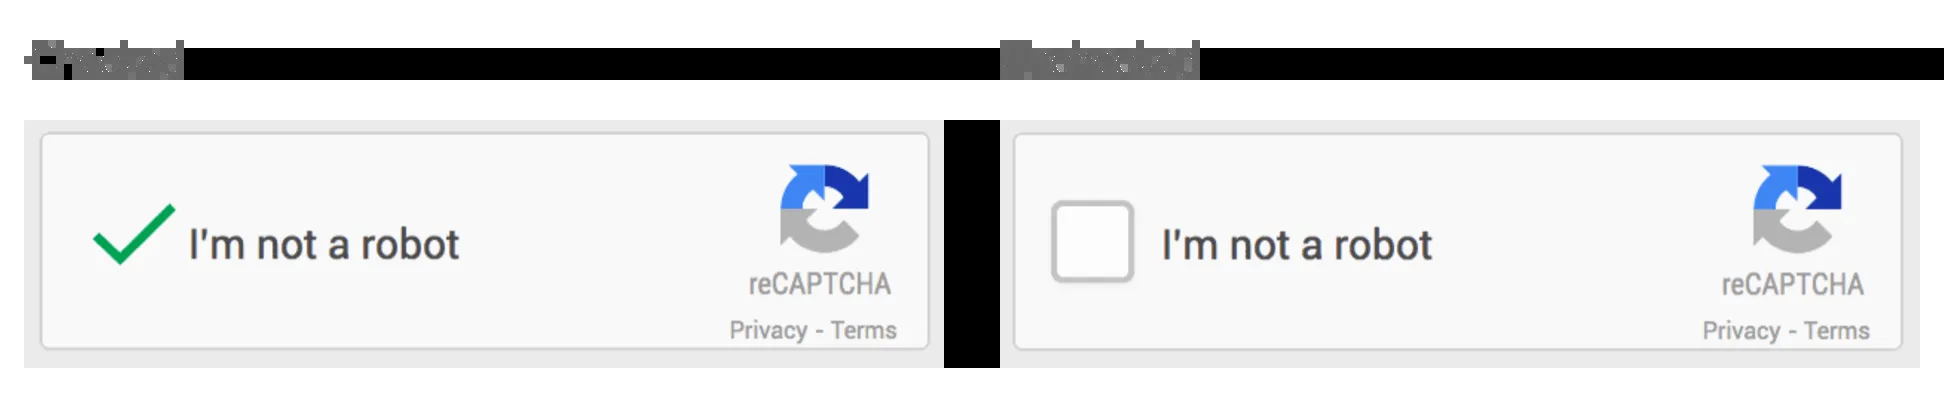 I'm not a robot
reCAPTCHA
Privacy - Terms
I'm not a robot
reCAPTCHA
Privacy - Terms